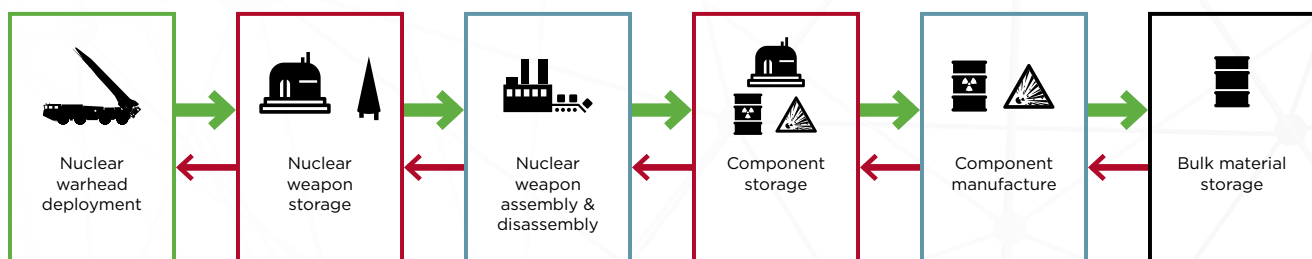 Nuclear
warhead
deployment
Nuclear
weapon
storage
Nuclear
weapon
assembly &
disassembly
Component
storage
Component
manufacture
Bulk material
storage